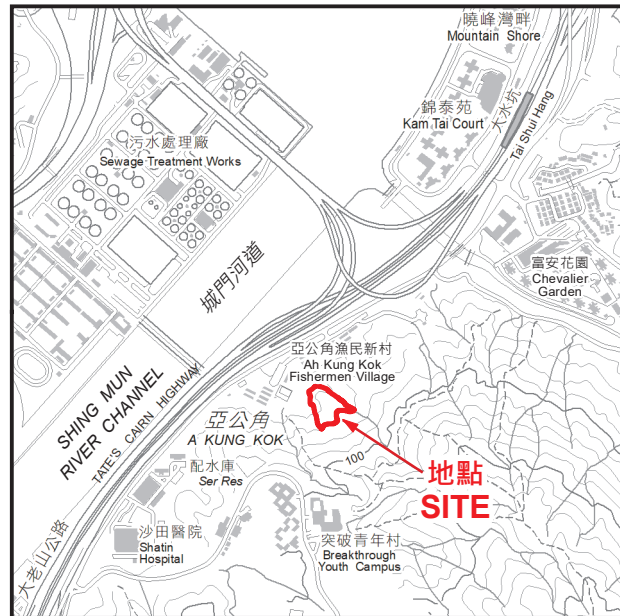 曉峰灣畔
Mountain Shore
錦泰苑
Kam Tai Court
大水坑
Tai Shui Hang
污水處理廠
Sewage Treatment Works
城門河道
富安花園
Chevalier
Garden
亞公角漁民新村
Ah Kung Kok
Fishermen Village
SHING MUN
RIVER CHANNEL
TATE'S CAIRN HIGHWAY
亞公角
A KUNG KOK
配水庫
Ser Res
100
地點
SITE
沙田醫院
Shatin
Hospital
突破青年村
Breakthrough
Youth Campus
大老山公路